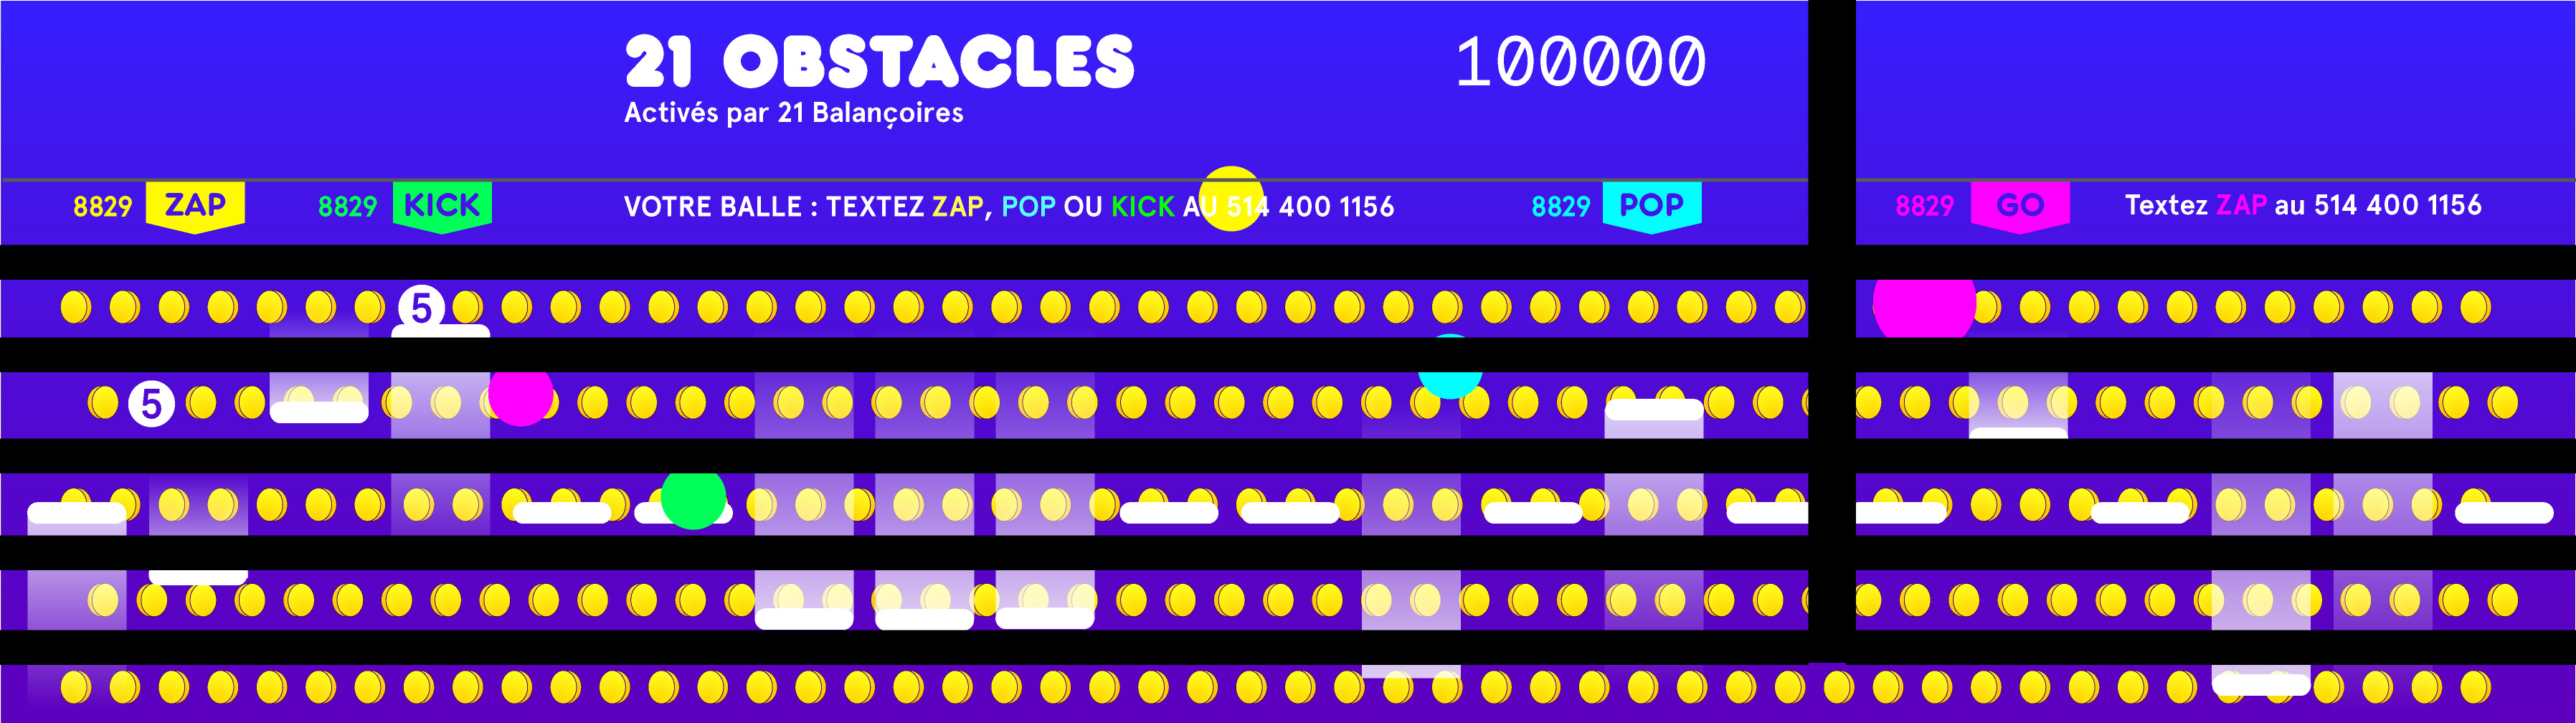 21 OBSTACLES
100000
Activés par 21 Balançoires
8829 ZAP
8829 KICK
VOTRE BALLE : TEXTEZ ZAP, POP OU KICK AU 514 400 1156
8829 POP
8829 GO
Textez ZAP au 514 400 1156
5
5